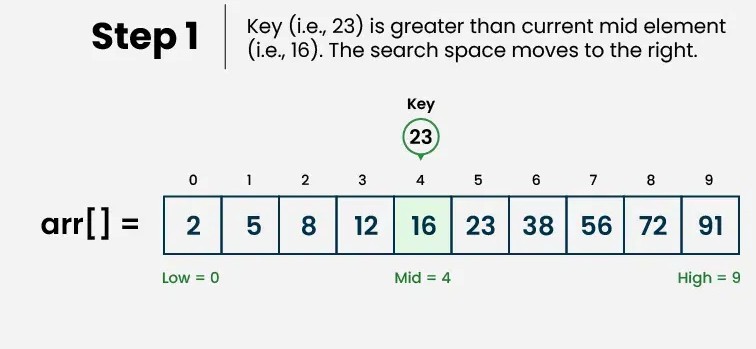 Step 1
Key (i.e., 23) is greater than current mid element
(i.e., 16). The search space moves to the right.
Key
23
0 1 2 3 4 5 6 7 8 9
arr[] = 2 5 8 12 16 23 38 56 72 91
Low = 0 Mid = 4 High = 9